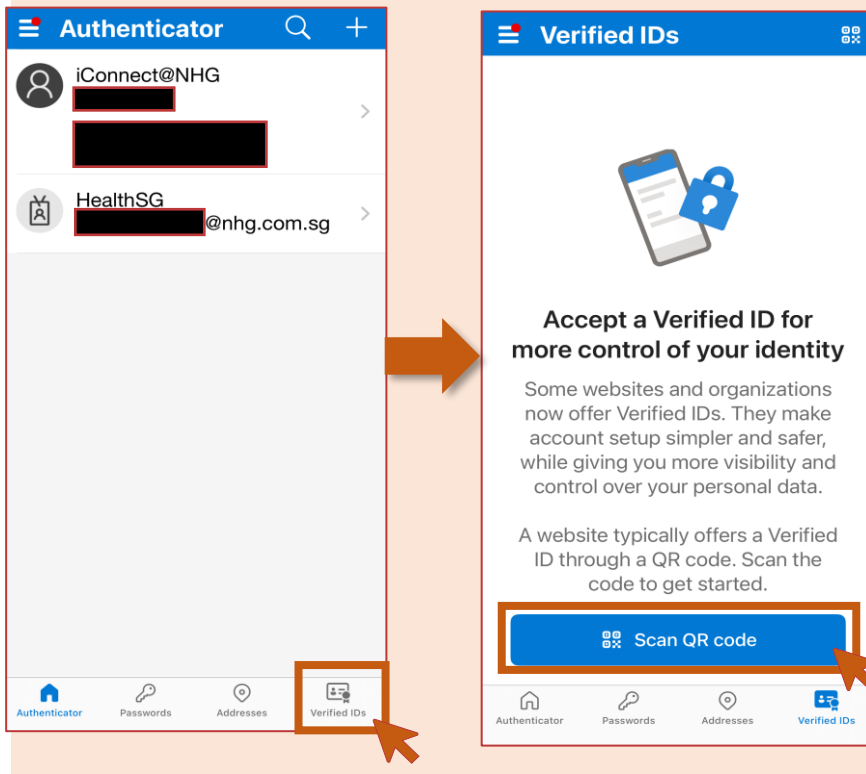 Authenticator
iConnect@NHG
HealthSG
@nhg.com.sg
Authenticator
Passwords
Addresses
Verified IDs
Verified IDs
Accept a Verified ID for
more control of your identity
Some websites and organizations
now offer Verified IDs. They make
account setup simpler and safer,
while giving you more visibility and
control over your personal data.
A website typically offers a Verified
ID through a QR code. Scan the
code to get started.
Scan QR code
Authenticator
Passwords
Addresses
Verified IDs